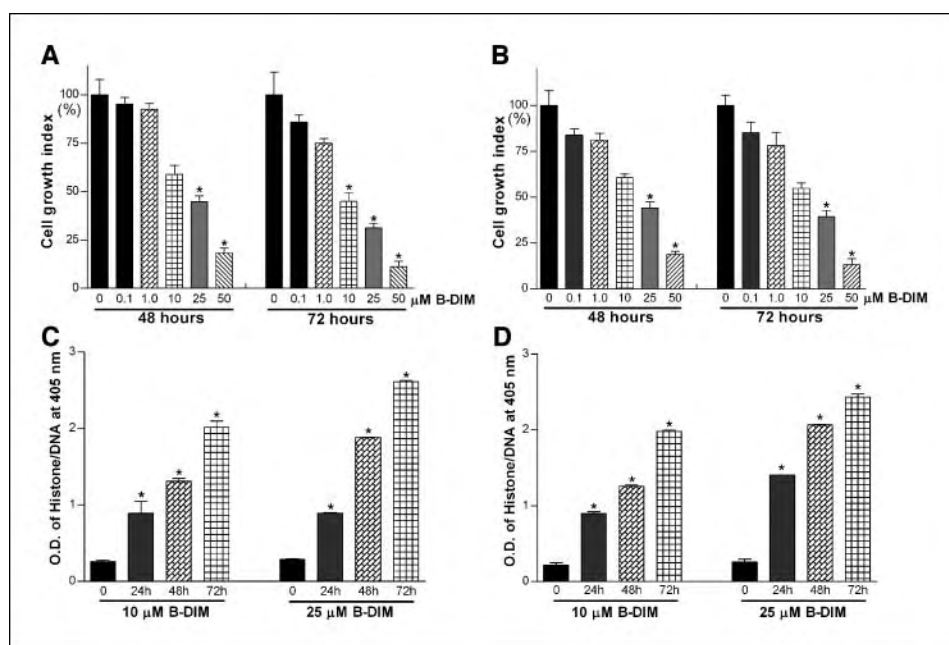 A
Cell growth index
(%)
100
75
50
25
0
* * * * *
0 0.1 1.0 10 25 50 0 0.1 1.0 10 25 50 μM B-DIM
48 hours 72 hours
B
Cell growth index
(%)
100
75
50
25
0
* * * *
0 0.1 1.0 10 25 50 0 0.1 1.0 10 25 50 μM B-DIM
48 hours 72 hours
C
O.D. of Histone/DNA at 405 nm
3
2
1
0
* * * * * *
0 24h 48h 72h 0 24h 48h 72h
10 μM B-DIM 25 μM B-DIM
D
O.D. of Histone/DNA at 405 nm
3
2
1
0
* * * * * *
0 24h 48h 72h 0 24h 48h 72h
10 μM B-DIM 25 μM B-DIM